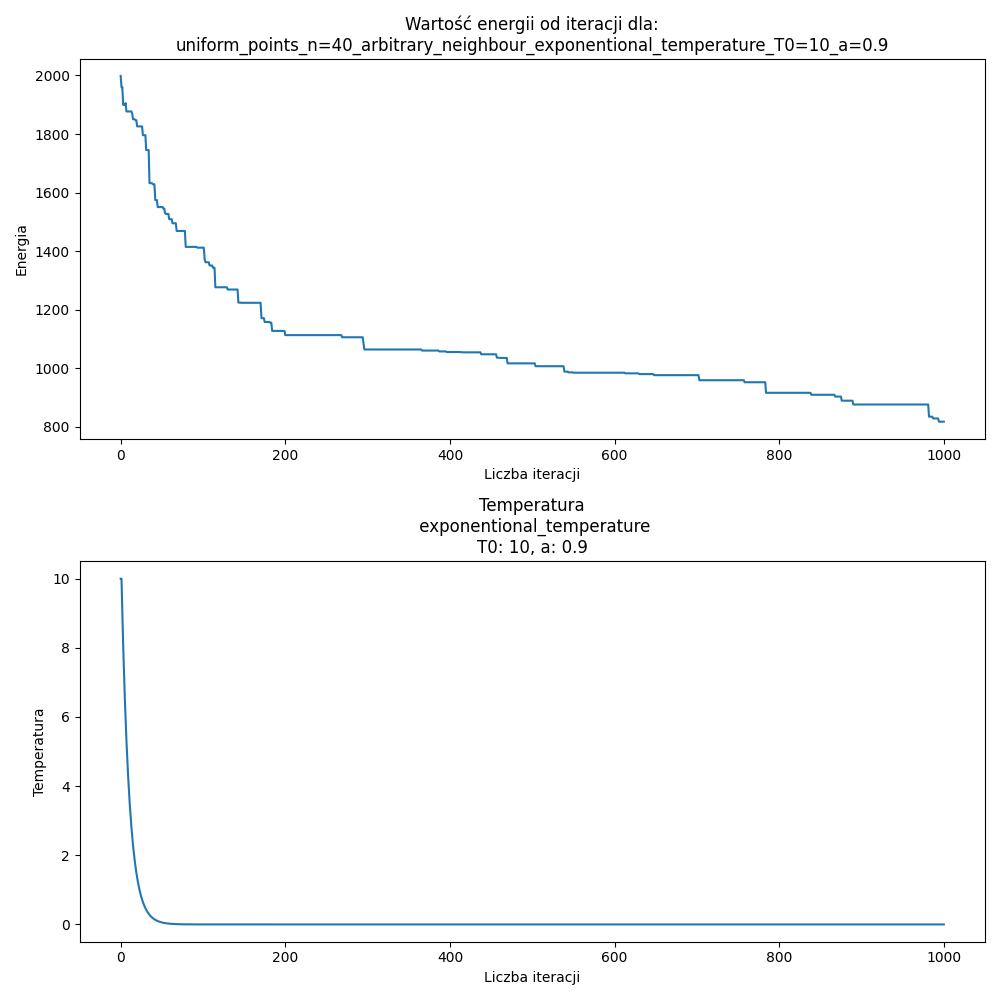 Wartość energii od iteracji dla:
uniform_points_n=40_arbitrary_neighbour_exponentional_temperature_T0=10_a=0.9
2000
1800
1600
1400
1200
1000
800
Energia
0
200
400
600
800
1000
Liczba iteracji
Temperatura
exponentional_temperature
T0: 10, a: 0.9
10
8
6
4
2
0
Temperatura
0
200
400
600
800
1000
Liczba iteracji